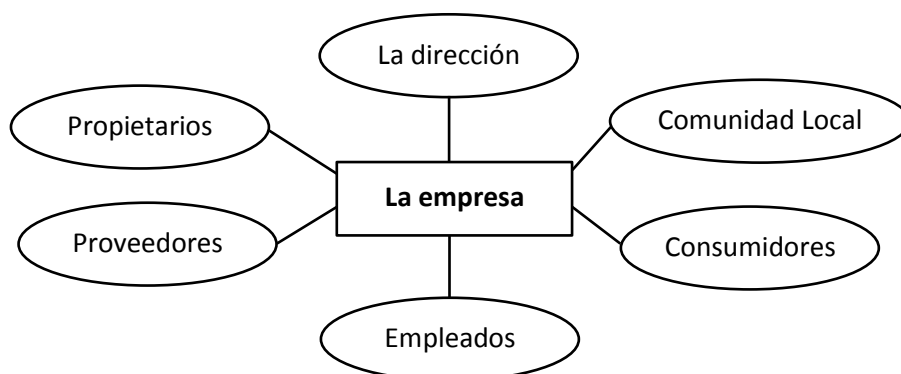 La dirección
Propietarios
Comunidad Local
La empresa
Proveedores
Consumidores
Empleados